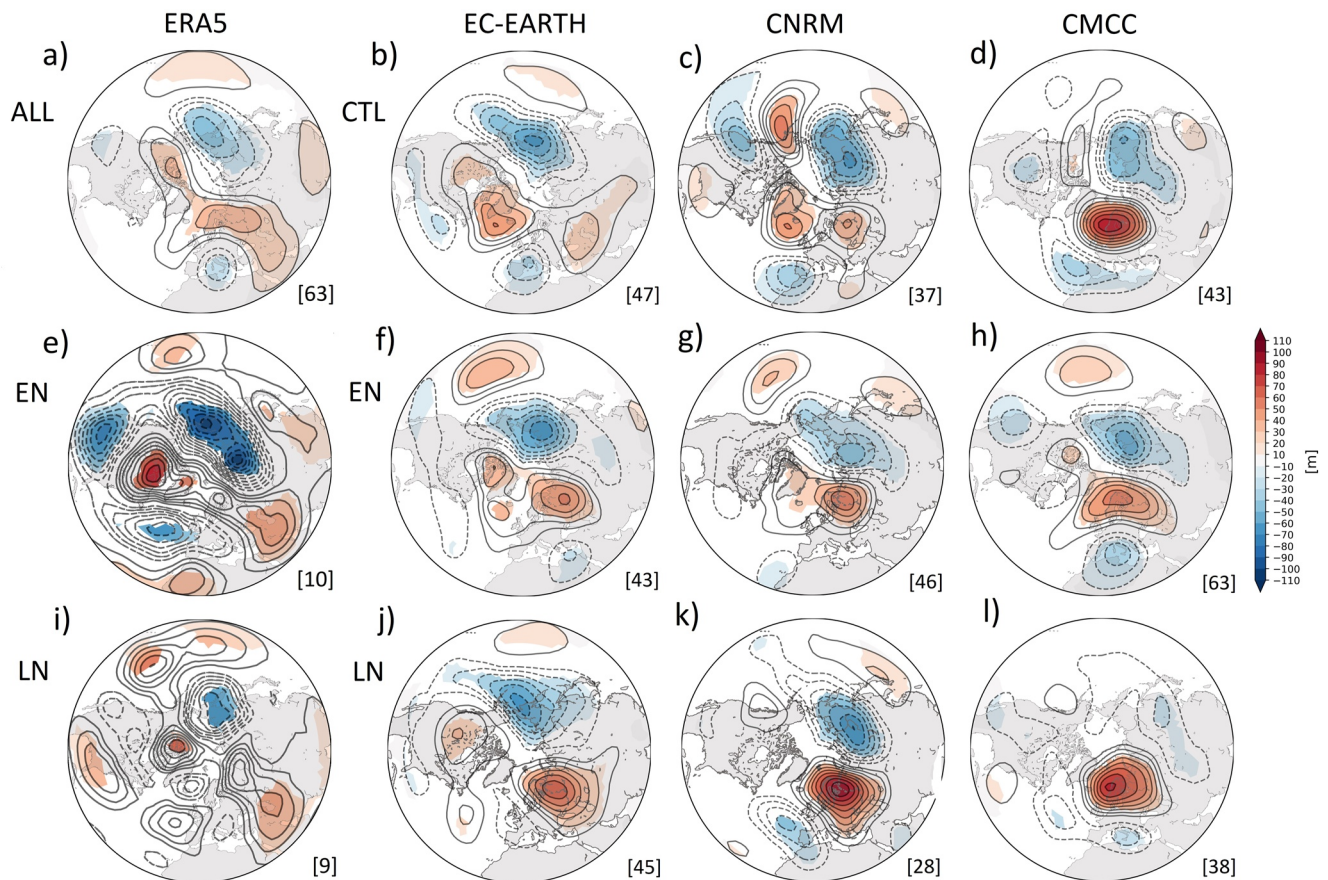 ERA5 EC-EARTH CNRM CMCC
a) b) c) d)
ALL CTL
[63] [47] [37] [43]
e) f) g) h)
EN EN
[10] [43] [46] [63]
110
100
90
80
70
60
50
40
30
20
10
−10
−20
−30
−40
−50
−60
−70
−80
−90
−100
−110
[m]
i) j) k) l)
LN LN
[9] [45] [28] [38]